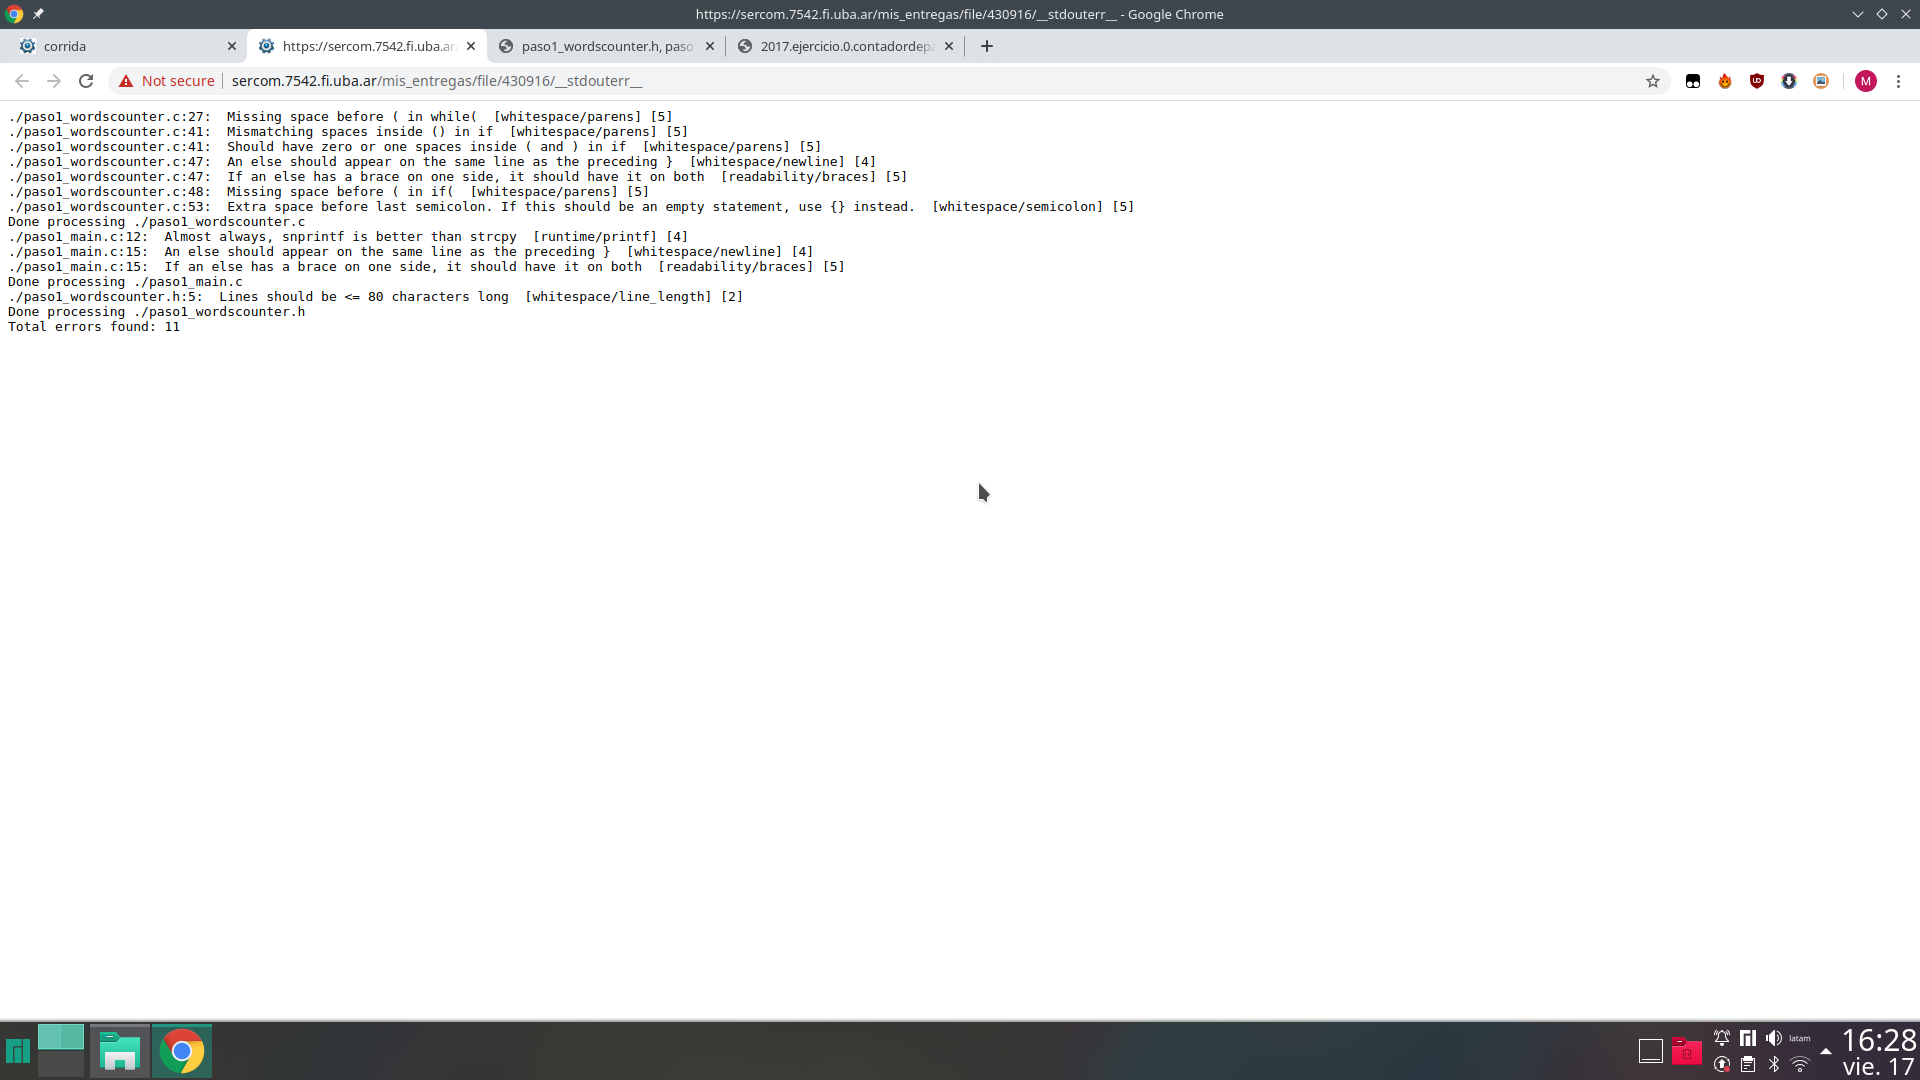 https://sercom.7542.fi.uba.ar/mis_entregas/file/430916/__stdouterr__ - Google Chrome
corrida
https://sercom.7542.fi.uba.ar
paso1_wordscounter.h, paso
2017.ejercicio.0.contadordepa
Not secure
sercom.7542.fi.uba.ar/mis_entregas/file/430916/__stdouterr__
M
./paso1_wordscounter.c:27:  Missing space before ( in while(  [whitespace/parens] [5]
./paso1_wordscounter.c:41:  Mismatching spaces inside () in if  [whitespace/parens] [5]
./paso1_wordscounter.c:41:  Should have zero or one spaces inside ( and ) in if  [whitespace/parens] [5]
./paso1_wordscounter.c:47:  An else should appear on the same line as the preceding }  [whitespace/newline] [4]
./paso1_wordscounter.c:47:  If an else has a brace on one side, it should have it on both  [readability/braces] [5]
./paso1_wordscounter.c:48:  Missing space before ( in if(  [whitespace/parens] [5]
./paso1_wordscounter.c:53:  Extra space before last semicolon. If this should be an empty statement, use {} instead.  [whitespace/semicolon] [5]
Done processing ./paso1_wordscounter.c
./paso1_main.c:12:  Almost always, snprintf is better than strcpy  [runtime/printf] [4]
./paso1_main.c:15:  An else should appear on the same line as the preceding }  [whitespace/newline] [4]
./paso1_main.c:15:  If an else has a brace on one side, it should have it on both  [readability/braces] [5]
Done processing ./paso1_main.c
./paso1_wordscounter.h:5:  Lines should be <= 80 characters long  [whitespace/line_length] [2]
Done processing ./paso1_wordscounter.h
Total errors found: 11
latam
16:28
vie. 17